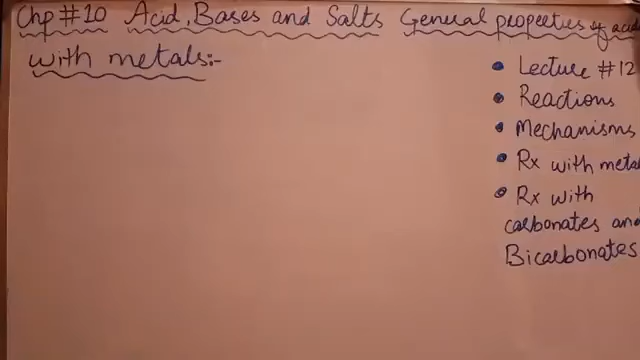 Chp #10 Acid, Bases and Salts General properties of
with metals:-
Lecture #12
Reactions
Mechanisms
Rx with
Rx with
carbonates and
Bicarbonates